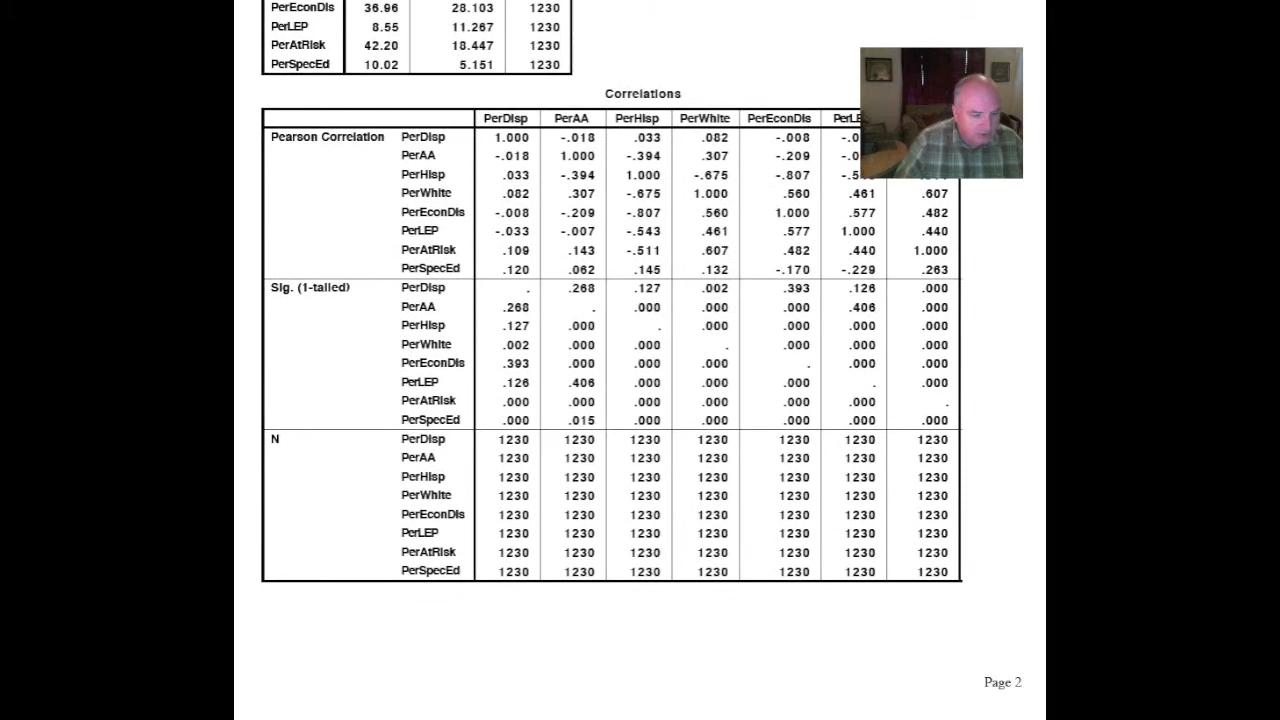 PerEconDis 36.96 28.103 1230
PerLEP 8.55 11.267 1230
PerAtRisk 42.20 18.447 1230
PerSpecEd 10.02 5.151 1230
Correlations
PerDisp PerAA PerHisp PerWhite PerEconDis
Pearson Correlation PerDisp 1.000 -.018 .033 .082 -.008
PerAA -.018 1.000 -.394 .307 -.209
PerHisp .033 -.394 1.000 -.675 -.807
PerWhite .082 .307 -.675 1.000 .560 .461 .607
PerEconDis -.008 -.209 -.807 .560 1.000 .577 .482
PerLEP -.033 -.007 -.543 .461 .577 1.000 .440
PerAtRisk .109 .143 -.511 .607 .482 .440 1.000
PerSpecEd .120 .062 .145 .132 -.170 -.229 .263
Sig. (1-tailed) PerDisp . .268 .127 .002 .393 .126 .000
PerAA .268 . .000 .000 .000 .406 .000
PerHisp .127 .000 . .000 .000 .000 .000
PerWhite .002 .000 .000 . .000 .000 .000
PerEconDis .393 .000 .000 .000 . .000 .000
PerLEP .126 .406 .000 .000 .000 . .000
PerAtRisk .000 .000 .000 .000 .000 .000 .
PerSpecEd .000 .015 .000 .000 .000 .000 .000
N PerDisp 1230 1230 1230 1230 1230 1230 1230
PerAA 1230 1230 1230 1230 1230 1230 1230
PerHisp 1230 1230 1230 1230 1230 1230 1230
PerWhite 1230 1230 1230 1230 1230 1230 1230
PerEconDis 1230 1230 1230 1230 1230 1230 1230
PerLEP 1230 1230 1230 1230 1230 1230 1230
PerAtRisk 1230 1230 1230 1230 1230 1230 1230
PerSpecEd 1230 1230 1230 1230 1230 1230 1230
Page 2